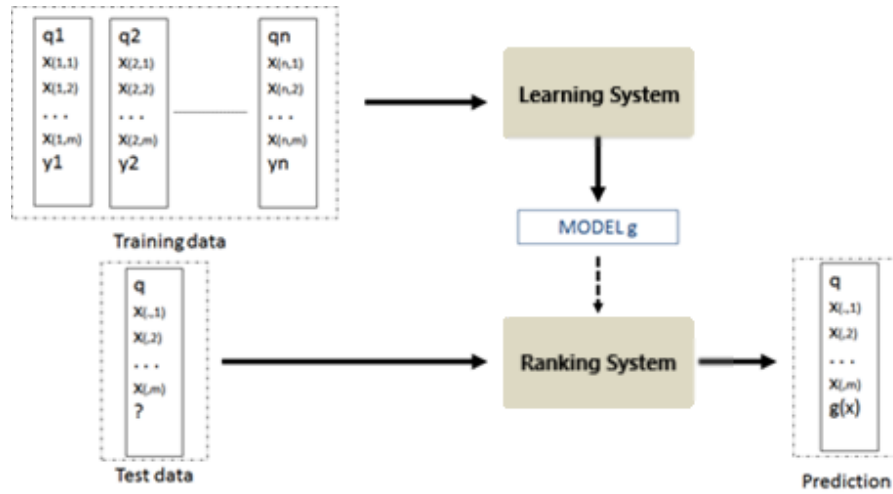 q1
x(1,1)
x(1,2)
...
x(1,m)
y1
q2
x(2,1)
x(2,2)
...
x(2,m)
y2
qn
x(n,1)
x(n,2)
...
x(n,m)
yn
Training data
Learning System
MODEL g
q
x(.,1)
x(,2)
...
x(,m)
?
Test data
Ranking System
q
x(.,1)
x(,2)
...
x(,m)
g(x)
Prediction